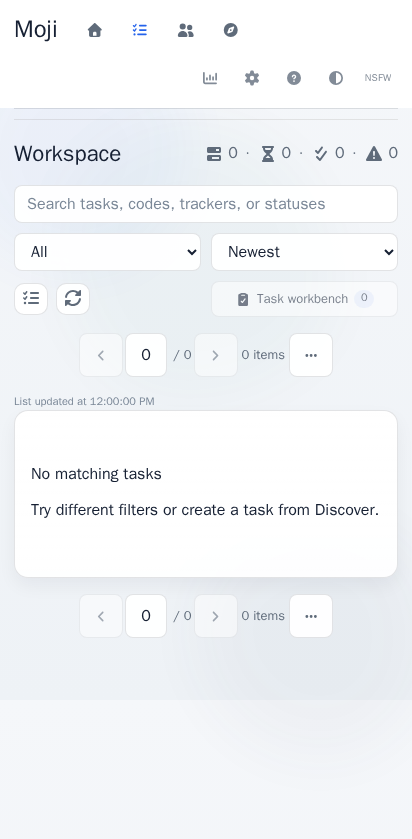 Moji
NSFW
Workspace
0 · 0 · 0 · 0
Search tasks, codes, trackers, or statuses
All
Newest
Task workbench 0
0 / 0 0 items
List updated at 12:00:00 PM
No matching tasks
Try different filters or create a task from Discover.
0 / 0 0 items